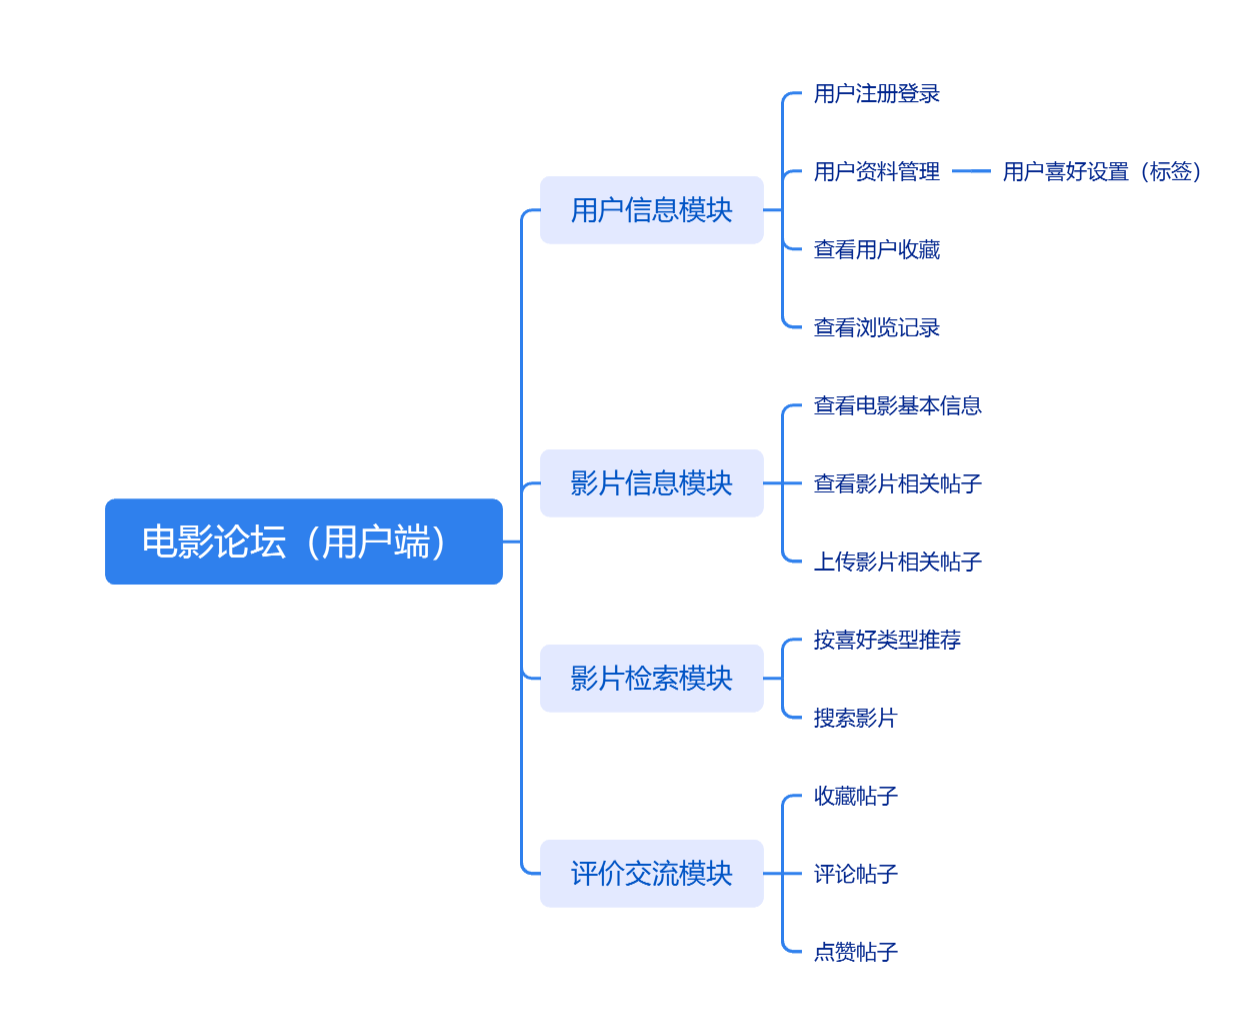 电影论坛（用户端）
用户信息模块
用户注册登录
用户资料管理
用户喜好设置（标签）
查看用户收藏
查看浏览记录
影片信息模块
查看电影基本信息
查看影片相关帖子
上传影片相关帖子
影片检索模块
按喜好类型推荐
搜索影片
评价交流模块
收藏帖子
评论帖子
点赞帖子